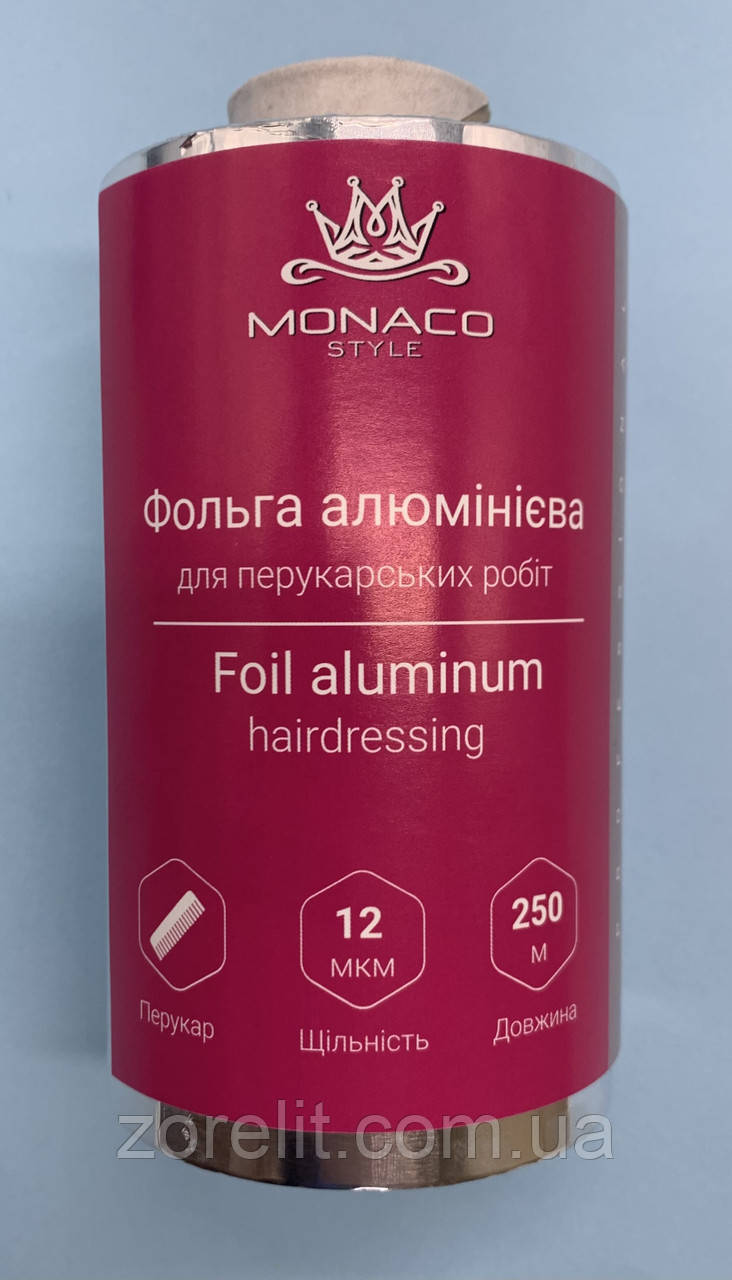 MONACO
STYLE
Фольга алюмінієва
для перукарських робіт
Foil aluminum
hairdressing
12
МКМ
250
М
Перукар
Щільність
Довжина
zorelit.com.ua